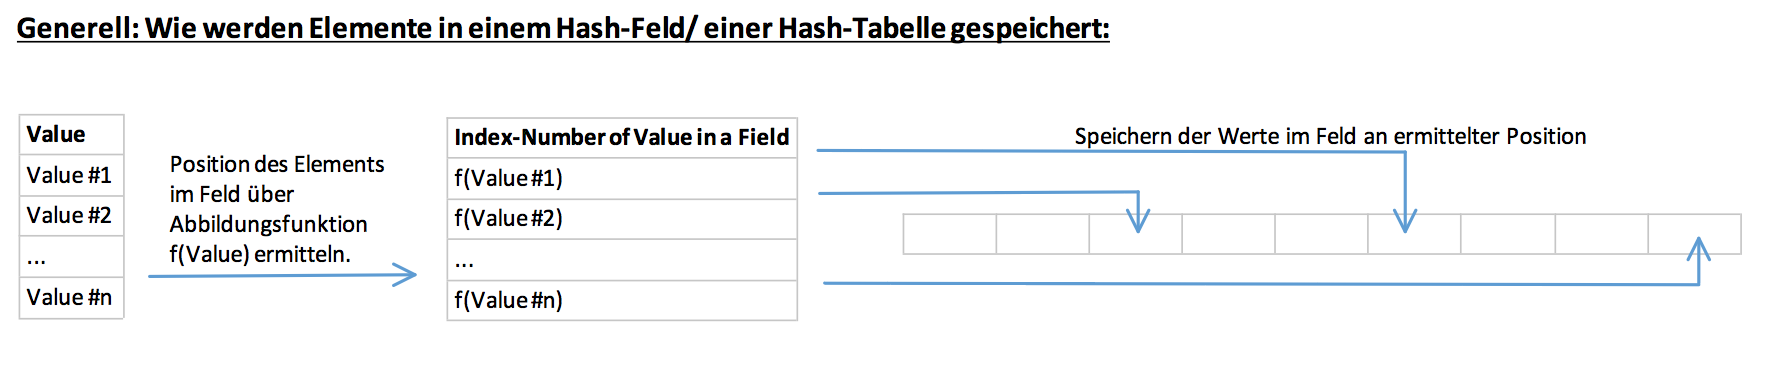 Generell: Wie werden Elemente in einem Hash-Feld/ einer Hash-Tabelle gespeichert:
Value
Value #1
Value #2
...
Value #n
Position des Elements
im Feld über
Abbildungsfunktion
f(Value) ermitteln.
Index-Number of Value in a Field
f(Value #1)
f(Value #2)
...
f(Value #n)
Speichern der Werte im Feld an ermittelter Position